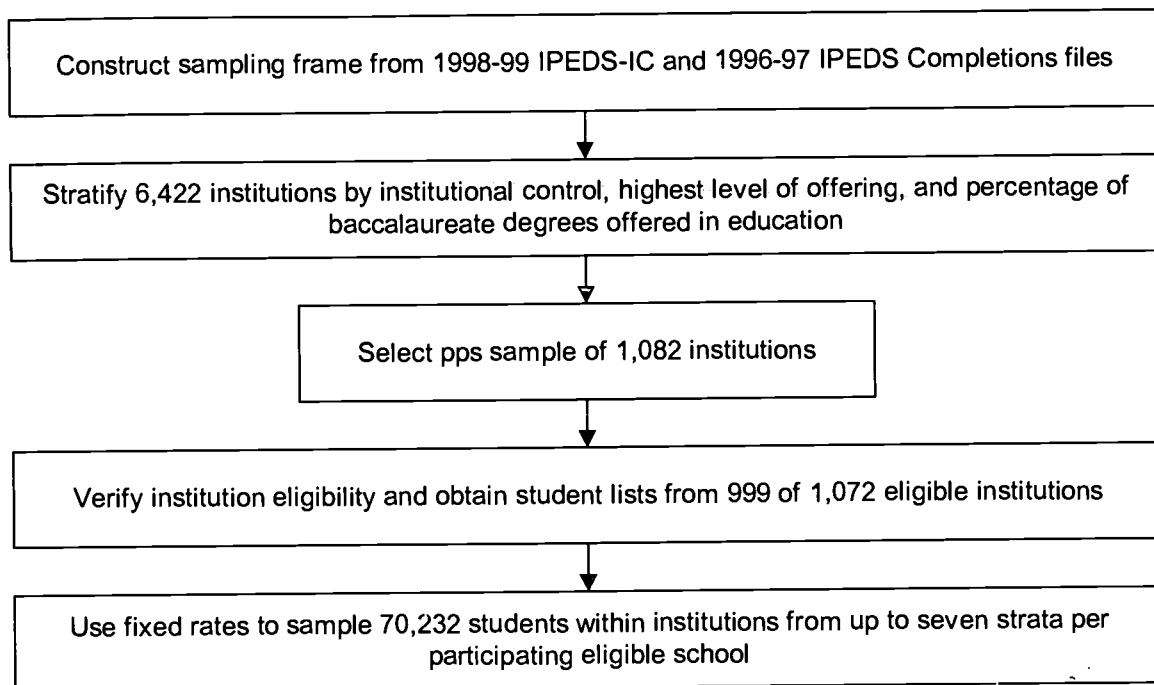 Construct sampling frame from 1998-99 IPEDS-IC and 1996-97 IPEDS Completions files
Stratify 6,422 institutions by institutional control, highest level of offering, and percentage of
baccalaureate degrees offered in education
Select pps sample of 1,082 institutions
Verify institution eligibility and obtain student lists from 999 of 1,072 eligible institutions
Use fixed rates to sample 70,232 students within institutions from up to seven strata per
participating eligible school